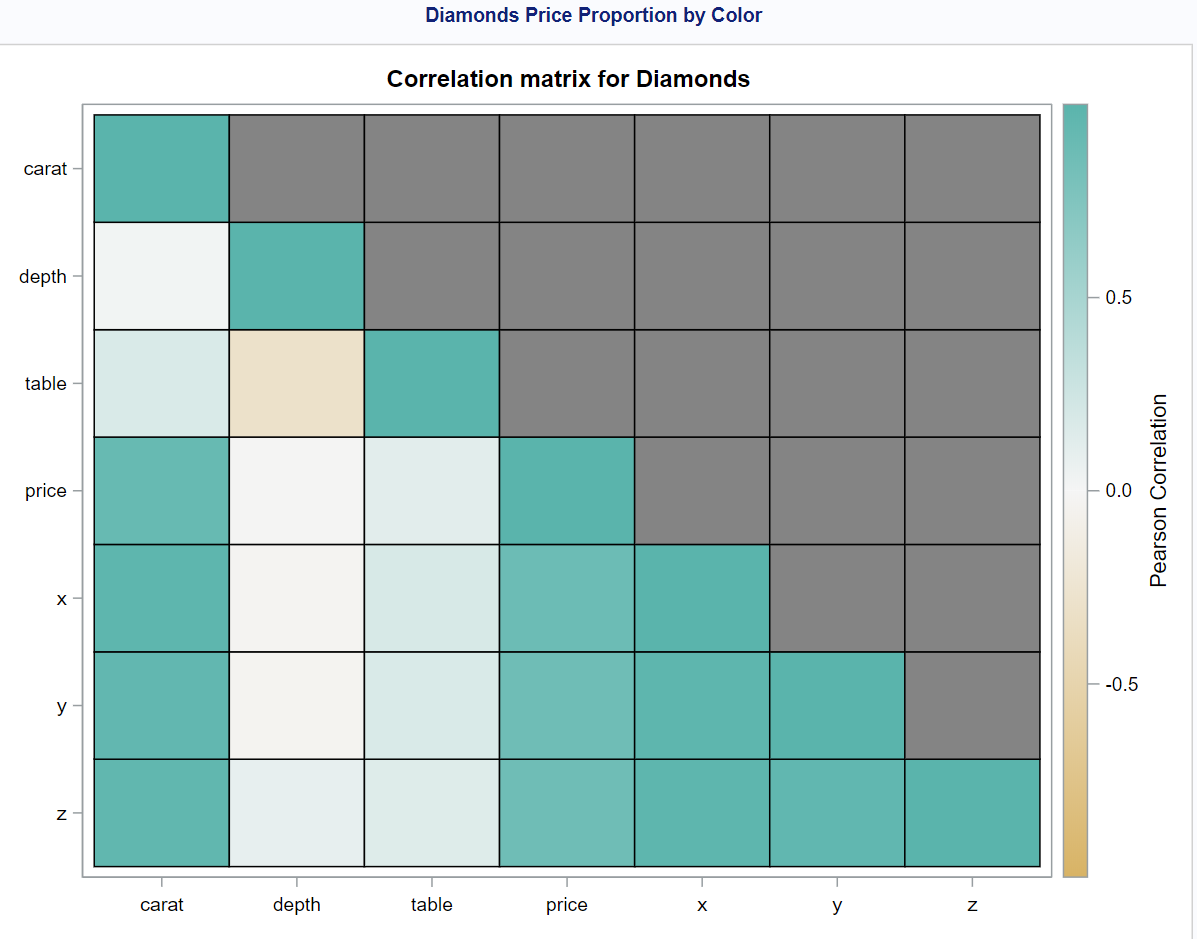 Diamonds Price Proportion by Color
Correlation matrix for Diamonds
carat
depth
table
price
x
y
z
carat depth table price x y z
0.5
0.0
-0.5
Pearson Correlation